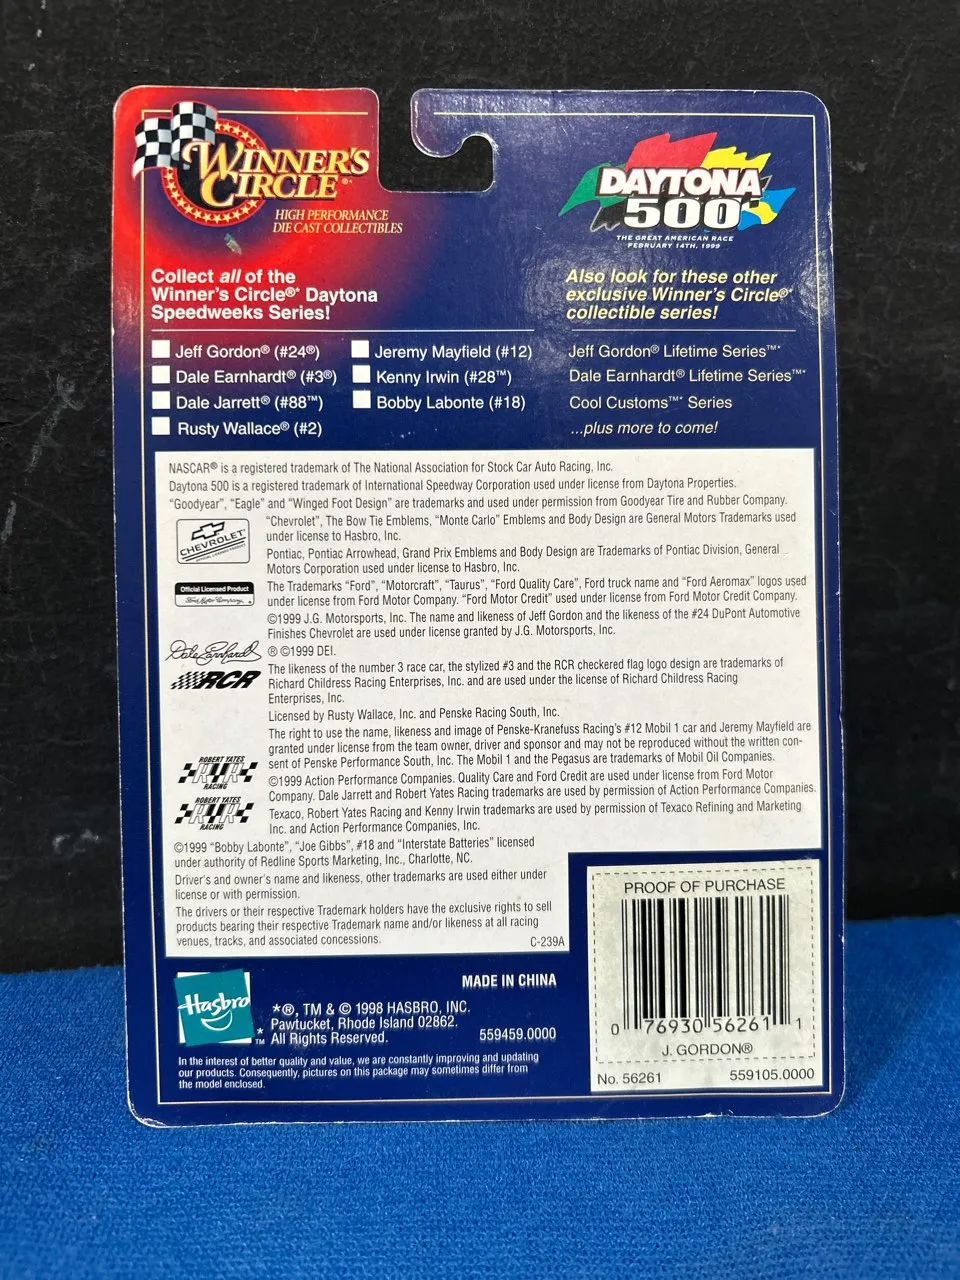 WINNER'S CIRCLE®*
HIGH PERFORMANCE
DIE CAST COLLECTIBLES
DAYTONA
500
THE GREAT AMERICAN RACE
FEBRUARY 14TH, 1999
Collect all of the
Winner's Circle®* Daytona
Speedweeks Series!
Also look for these other
exclusive Winner's Circle®*
collectible series!
Jeff Gordon® (#24®)
Dale Earnhardt® (#3®)
Dale Jarrett® (#88™)
Rusty Wallace® (#2)
Jeremy Mayfield (#12)
Kenny Irwin (#28™)
Bobby Labonte (#18)
Jeff Gordon® Lifetime Series™*
Dale Earnhardt® Lifetime Series™*
Cool Customs™* Series
...plus more to come!
NASCAR® is a registered trademark of The National Association for Stock Car Auto Racing, Inc.
Daytona 500 is a registered trademark of International Speedway Corporation used under license from Daytona Properties.
“Goodyear”, “Eagle” and “Winged Foot Design” are trademarks and used under permission from Goodyear Tire and Rubber Company.
CHEVROLET
“Chevrolet”, The Bow Tie Emblems, “Monte Carlo” Emblems and Body Design are General Motors Trademarks used
under license to Hasbro, Inc.
Pontiac, Pontiac Arrowhead, Grand Prix Emblems and Body Design are Trademarks of Pontiac Division, General
Motors Corporation used under license to Hasbro, Inc.
Official Licensed Product
Ford Motor Company
The Trademarks “Ford”, “Motorcraft”, “Taurus”, “Ford Quality Care”, Ford truck name and “Ford Aeromax” logos used
under license from Ford Motor Company. “Ford Motor Credit” used under license from Ford Motor Credit Company.
©1999 J.G. Motorsports, Inc. The name and likeness of Jeff Gordon and the likeness of the #24 DuPont Automotive
Finishes Chevrolet are used under license granted by J.G. Motorsports, Inc.
Dale Earnhardt ® ©1999 DEI.
RCR
The likeness of the number 3 race car, the stylized #3 and the RCR checkered flag logo design are trademarks of
Richard Childress Racing Enterprises, Inc. and are used under the license of Richard Childress Racing
Enterprises, Inc.
Licensed by Rusty Wallace, Inc. and Penske Racing South, Inc.
The right to use the name, likeness and image of Penske-Kranefuss Racing's #12 Mobil 1 car and Jeremy Mayfield are
granted under license from the team owner, driver and sponsor and may not be reproduced without the written con-
sent of Penske Performance South, Inc. The Mobil 1 and the Pegasus are trademarks of Mobil Oil Companies.
ROBERT YATES
RYR
RACING
©1999 Action Performance Companies. Quality Care and Ford Credit are used under license from Ford Motor
Company. Dale Jarrett and Robert Yates Racing trademarks are used by permission of Action Performance Companies.
ROBERT YATES
RYR
RACING
Texaco, Robert Yates Racing and Kenny Irwin trademarks are used by permission of Texaco Refining and Marketing
Inc. and Action Performance Companies, Inc.
©1999 “Bobby Labonte”, “Joe Gibbs”, #18 and “Interstate Batteries” licensed
under authority of Redline Sports Marketing, Inc., Charlotte, NC.
Driver's and owner's name and likeness, other trademarks are used either under
license or with permission.
The drivers or their respective Trademark holders have the exclusive rights to sell
products bearing their respective Trademark name and/or likeness at all racing
venues, tracks, and associated concessions.
C-239A
Hasbro
™*
MADE IN CHINA
*®, TM & © 1998 HASBRO, INC.
Pawtucket, Rhode Island 02862.
All Rights Reserved.
559459.0000
In the interest of better quality and value, we are constantly improving and updating
our products. Consequently, pictures on this package may sometimes differ from
the model enclosed.
PROOF OF PURCHASE
0 76930 56261 1
J. GORDON®
No. 56261
559105.0000